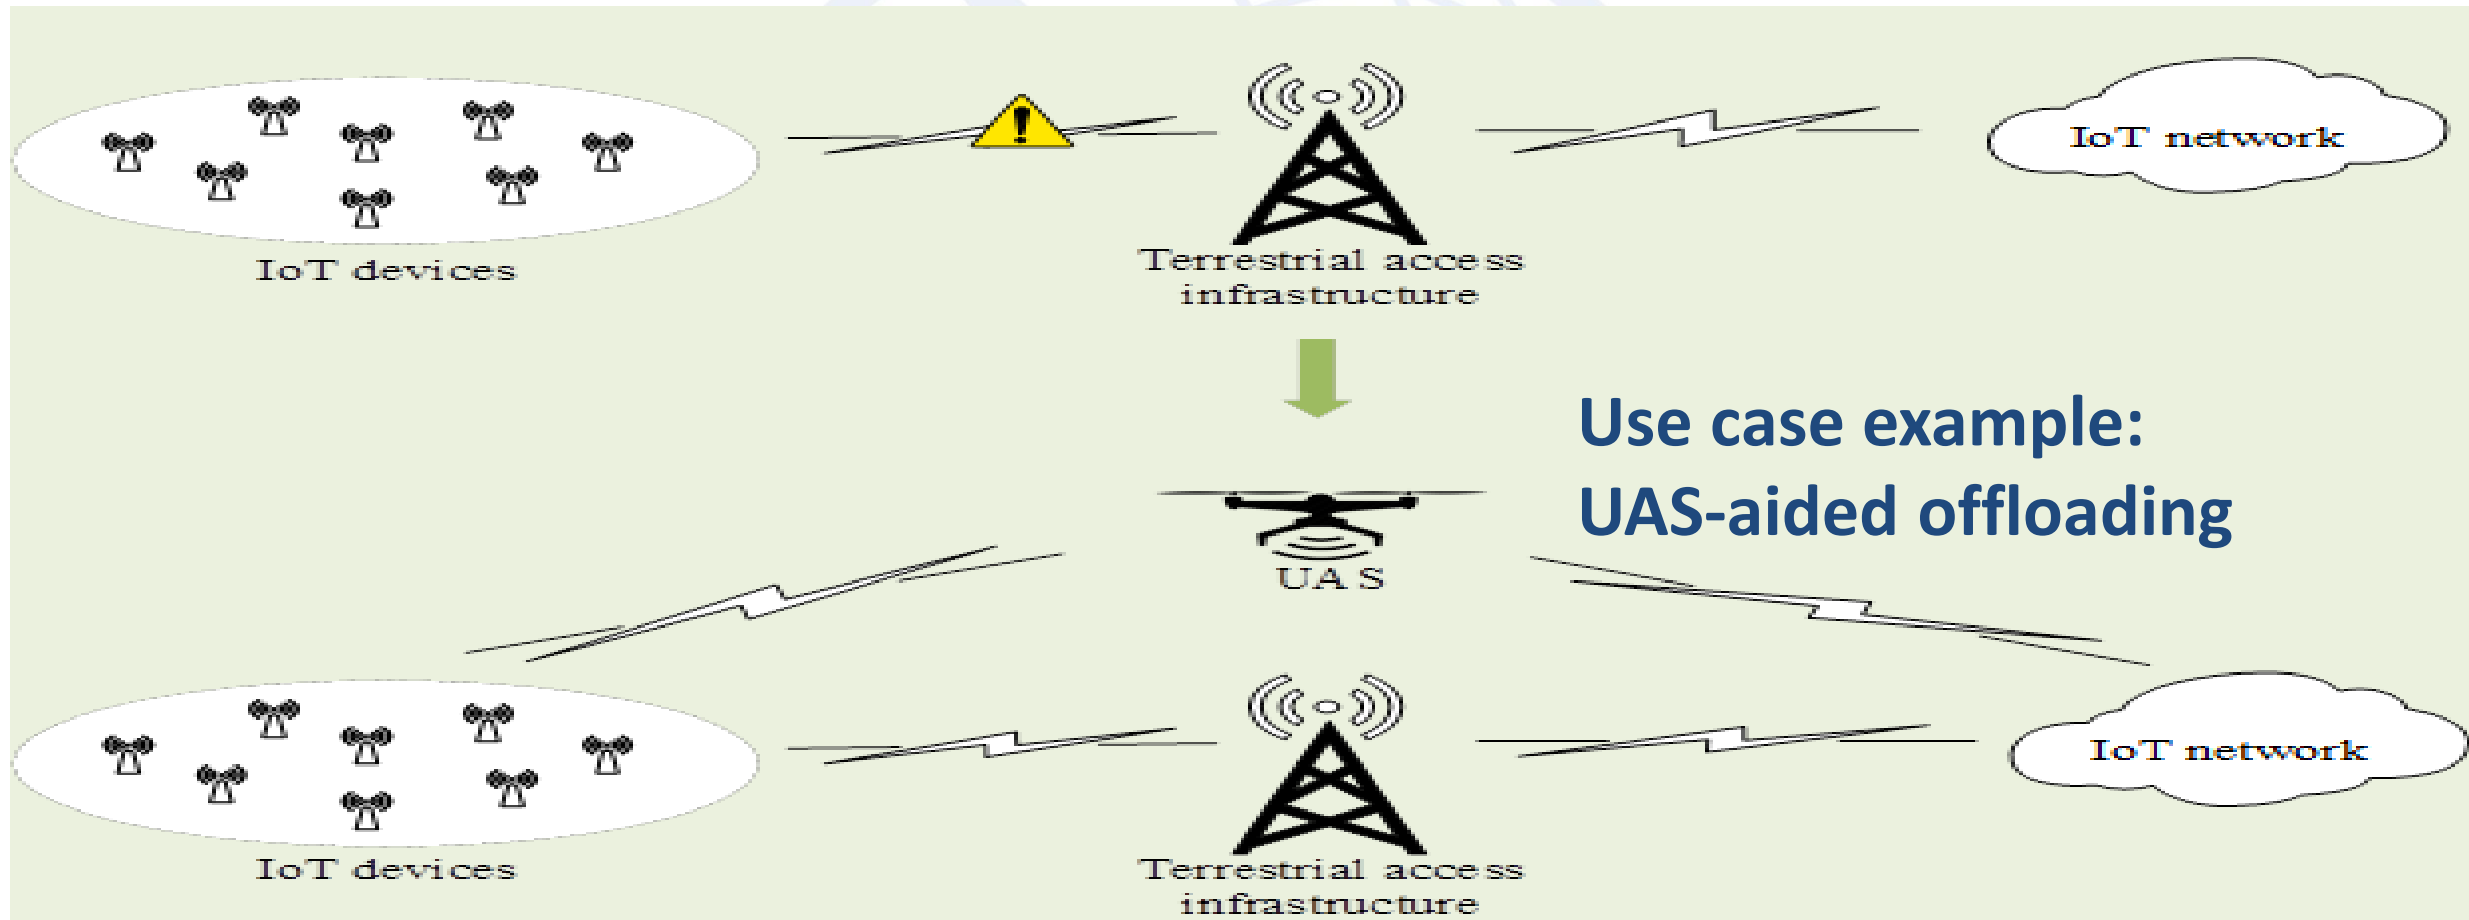 IoT network
IoT devices
Terrestrial access
infrastructure
Use case example:
UAS-aided offloading
UAS
IoT network
IoT devices
Terrestrial access
infrastructure